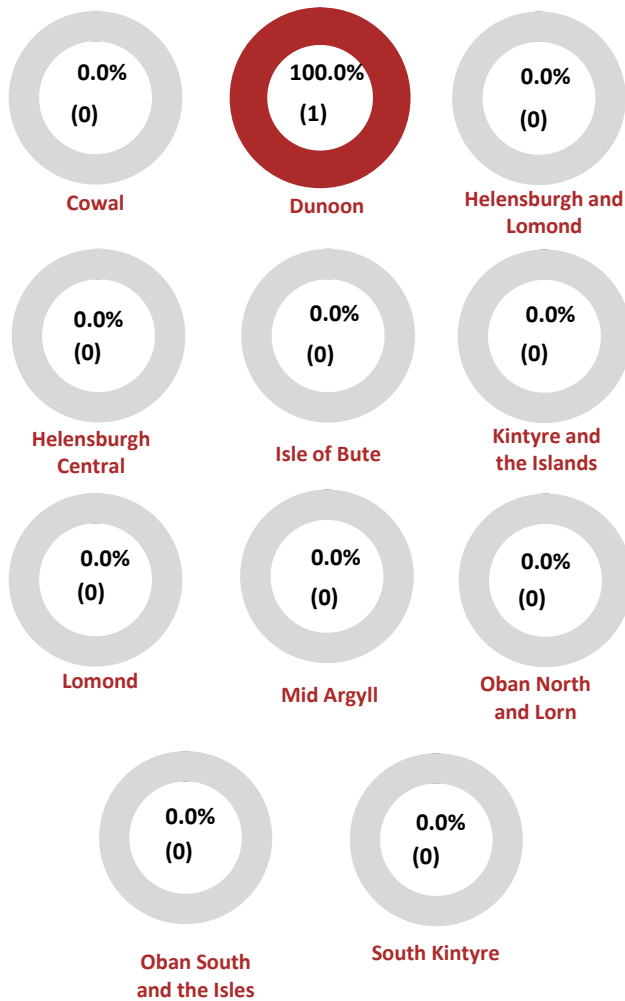 0.0%
(0)
Cowal
100.0%
(1)
Dunoon
0.0%
(0)
Helensburgh and
Lomond
0.0%
(0)
Helensburgh
Central
0.0%
(0)
Isle of Bute
0.0%
(0)
Kintyre and
the Islands
0.0%
(0)
Lomond
0.0%
(0)
Mid Argyll
0.0%
(0)
Oban North
and Lorn
0.0%
(0)
Oban South
and the Isles
0.0%
(0)
South Kintyre